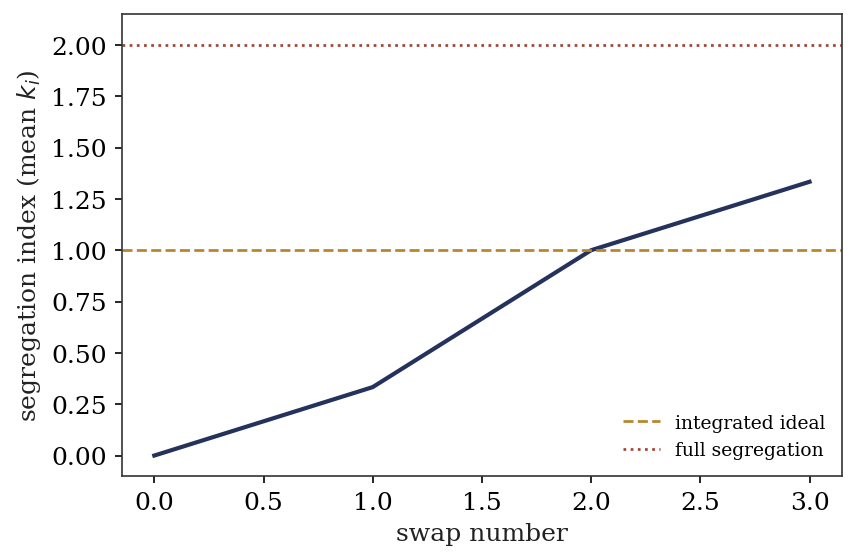 2.00
1.75
1.50
1.25
1.00
0.75
0.50
0.25
0.00
segregation index (mean $k_i$)
integrated ideal
full segregation
0.0 0.5 1.0 1.5 2.0 2.5 3.0
swap number